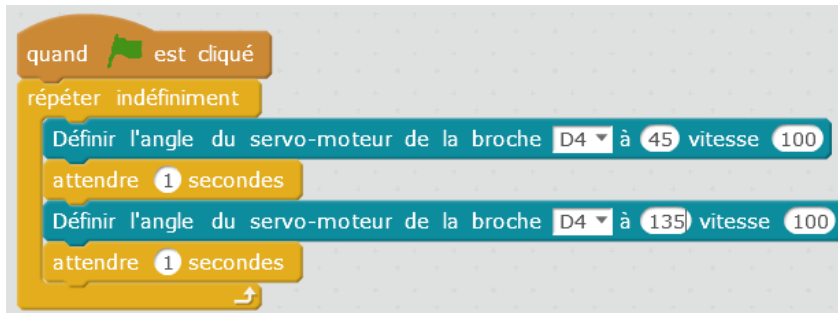 quand est cliqué
répéter indéfiniment
Définir l'angle du servo-moteur de la broche D4 à 45 vitesse 100
attendre 1 secondes
Définir l'angle du servo-moteur de la broche D4 à 135 vitesse 100
attendre 1 secondes